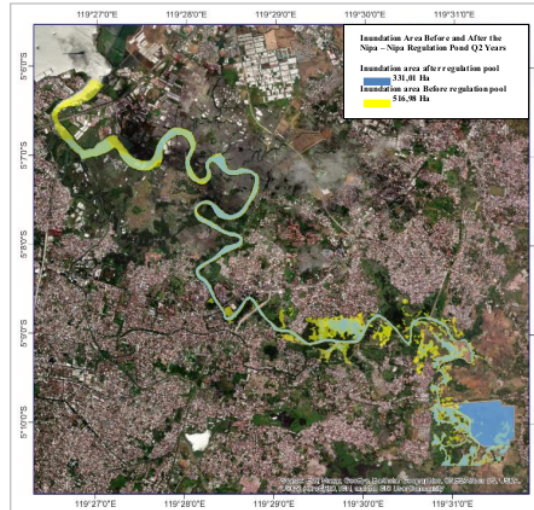 119°27'0"E 119°28'0"E 119°29'0"E 119°30'0"E 119°31'0"E
Inundation Area Before and After the
Nipa – Nipa Regulation Pond Q2 Years
Inundation area after regulation pool
331,01 Ha
Inundation area Before regulation pool
516,98 Ha
5°6'0"S
5°7'0"S
5°8'0"S
5°9'0"S
5°10'0"S
119°27'0"E 119°28'0"E 119°29'0"E 119°30'0"E 119°31'0"E